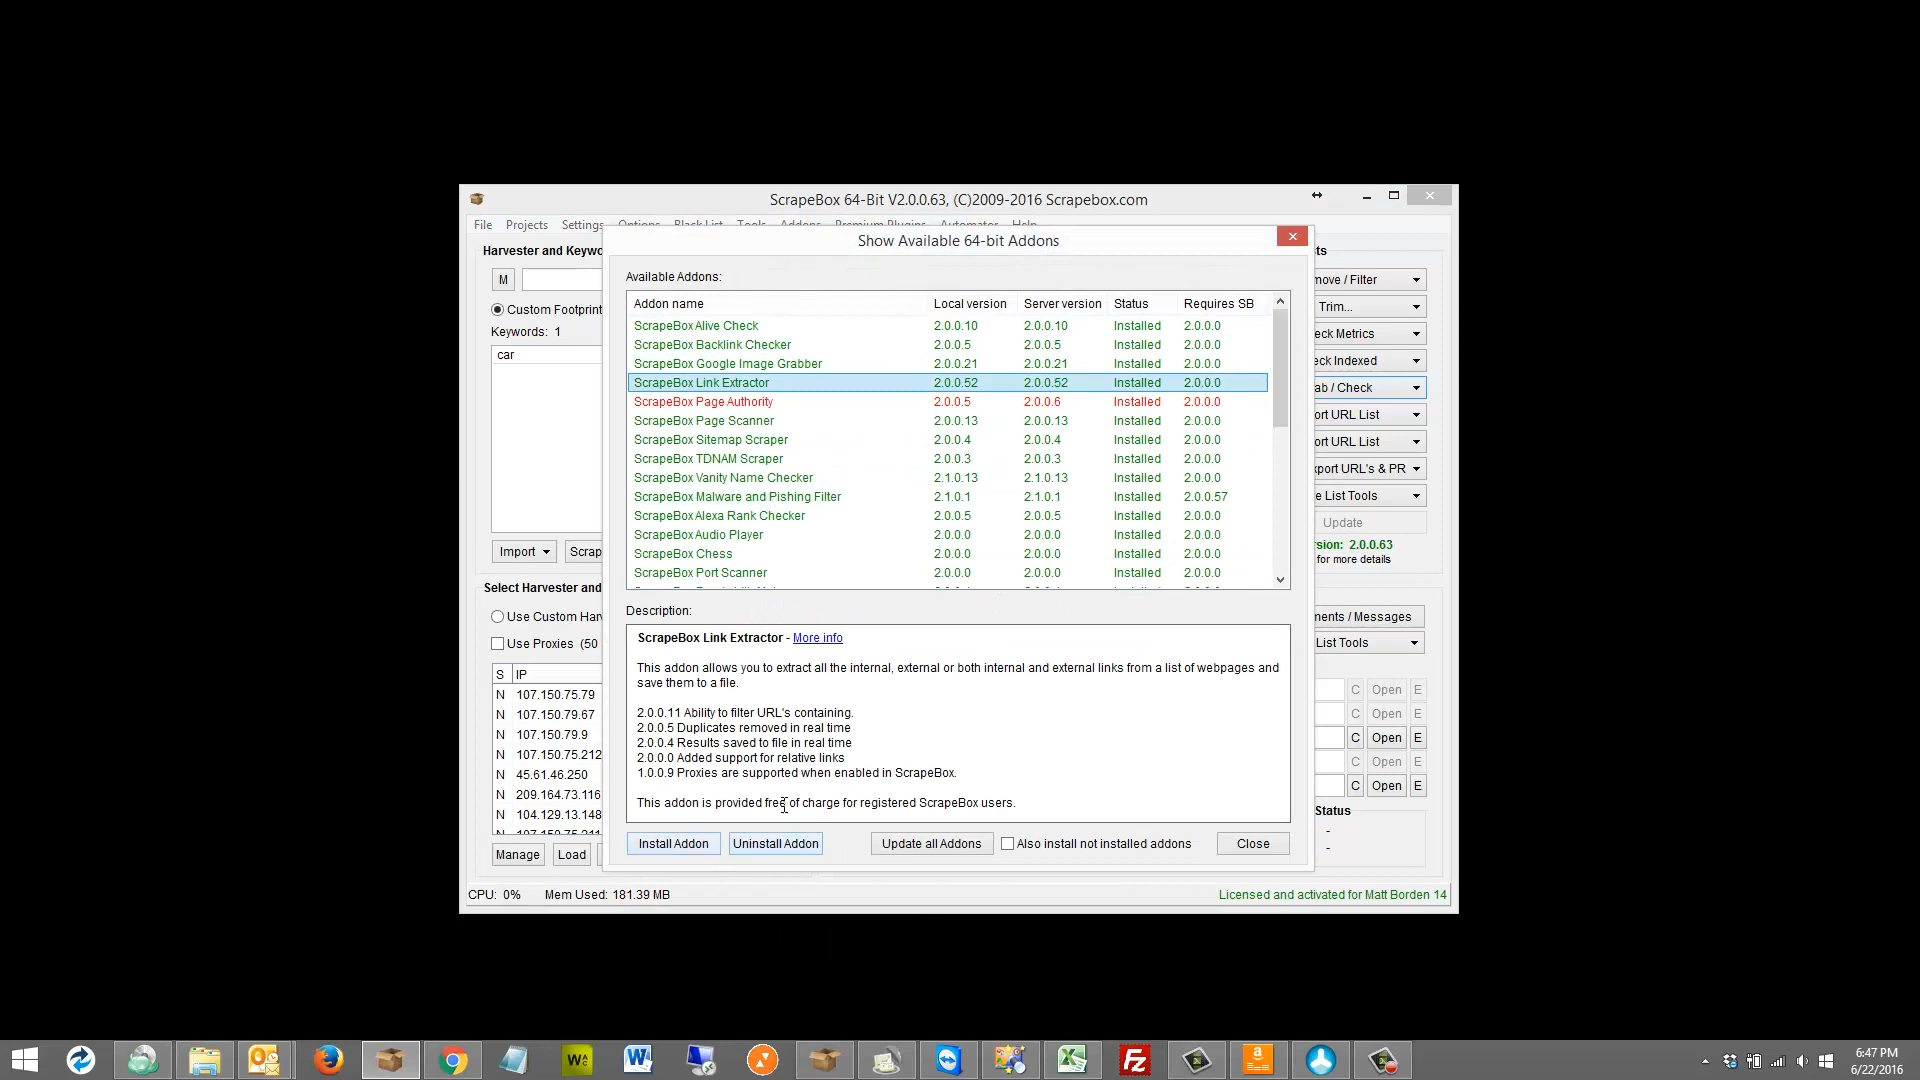 ScrapeBox 64-Bit V2.0.0.63, (C)2009-2016 Scrapebox.com
File Projects Settings Options Black List Tools Addons Premium Plugins Automator Help
Show Available 64-bit Addons
Harvester and Keywo
M
Custom Footprint
Keywords: 1
car
Import
Scrap
Select Harvester and
Use Custom Har
Use Proxies (50
S IP
N 107.150.75.79
N 107.150.79.67
N 107.150.79.9
N 107.150.75.212
N 45.61.46.250
N 209.164.73.116
N 104.129.13.148
N 107.150.75.211
Manage Load
Available Addons:
Addon name Local version Server version Status Requires SB
ScrapeBox Alive Check 2.0.0.10 2.0.0.10 Installed 2.0.0.0
ScrapeBox Backlink Checker 2.0.0.5 2.0.0.5 Installed 2.0.0.0
ScrapeBox Google Image Grabber 2.0.0.21 2.0.0.21 Installed 2.0.0.0
ScrapeBox Link Extractor 2.0.0.52 2.0.0.52 Installed 2.0.0.0
ScrapeBox Page Authority 2.0.0.5 2.0.0.6 Installed 2.0.0.0
ScrapeBox Page Scanner 2.0.0.13 2.0.0.13 Installed 2.0.0.0
ScrapeBox Sitemap Scraper 2.0.0.4 2.0.0.4 Installed 2.0.0.0
ScrapeBox TDNAM Scraper 2.0.0.3 2.0.0.3 Installed 2.0.0.0
ScrapeBox Vanity Name Checker 2.1.0.13 2.1.0.13 Installed 2.0.0.0
ScrapeBox Malware and Pishing Filter 2.1.0.1 2.1.0.1 Installed 2.0.0.57
ScrapeBox Alexa Rank Checker 2.0.0.5 2.0.0.5 Installed 2.0.0.0
ScrapeBox Audio Player 2.0.0.0 2.0.0.0 Installed 2.0.0.0
ScrapeBox Chess 2.0.0.0 2.0.0.0 Installed 2.0.0.0
ScrapeBox Port Scanner 2.0.0.0 2.0.0.0 Installed 2.0.0.0
Description:
ScrapeBox Link Extractor - More info
This addon allows you to extract all the internal, external or both internal and external links from a list of webpages and
save them to a file.
2.0.0.11 Ability to filter URL's containing.
2.0.0.5 Duplicates removed in real time
2.0.0.4 Results saved to file in real time
2.0.0.0 Added support for relative links
1.0.0.9 Proxies are supported when enabled in ScrapeBox.
This addon is provided free of charge for registered ScrapeBox users.
Install Addon Uninstall Addon Update all Addons Also install not installed addons Close
ts
move / Filter
Trim...
eck Metrics
eck Indexed
ab / Check
ort URL List
ort URL List
xport URL's & PR
e List Tools
Update
sion: 2.0.0.63
for more details
nents / Messages
List Tools
C Open E
C Open E
C Open E
C Open E
C Open E
Status
-
-
CPU: 0% Mem Used: 181.39 MB
Licensed and activated for Matt Borden 14
WAC
W
Fz
a
6:47 PM
6/22/2016